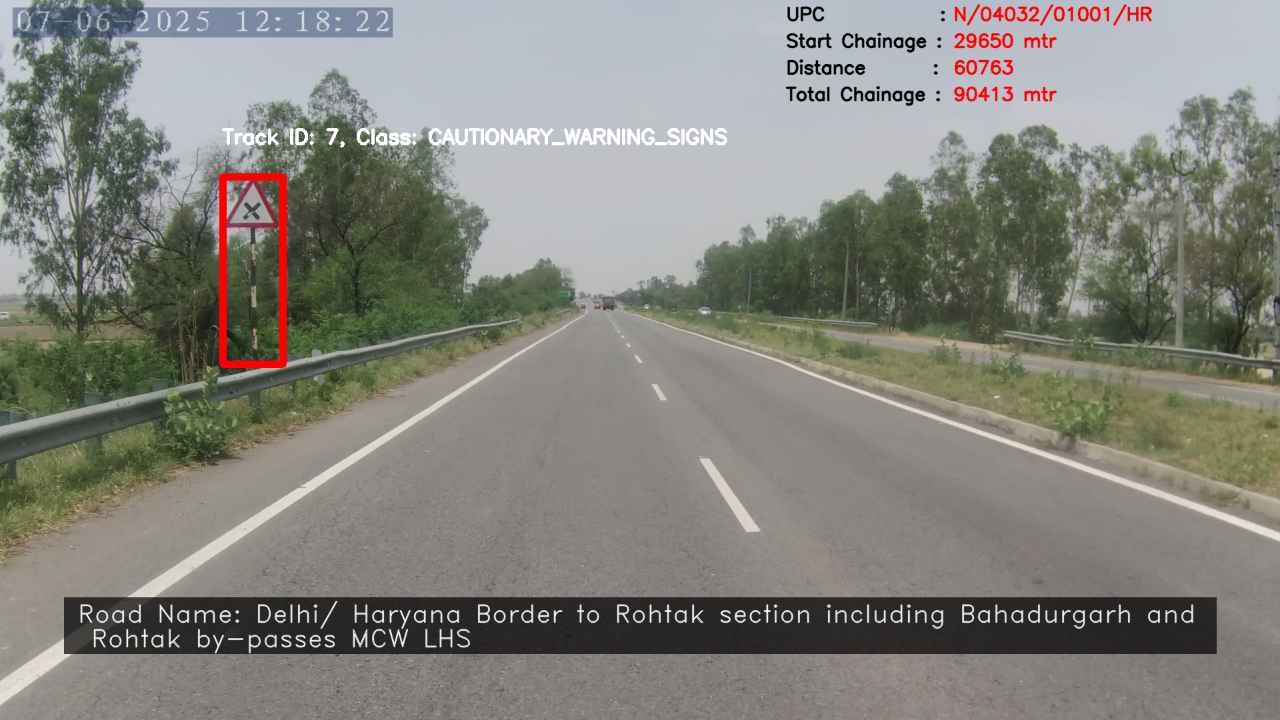 07-06-2025 12:18:22
UPC : N/04032/01001/HR
Start Chainage : 29650 mtr
Distance : 60763
Total Chainage : 90413 mtr
Track ID: 7, Class: CAUTIONARY_WARNING_SIGNS
Road Name: Delhi/ Haryana Border to Rohtak section including Bahadurgarh and
Rohtak by-passes MCW LHS